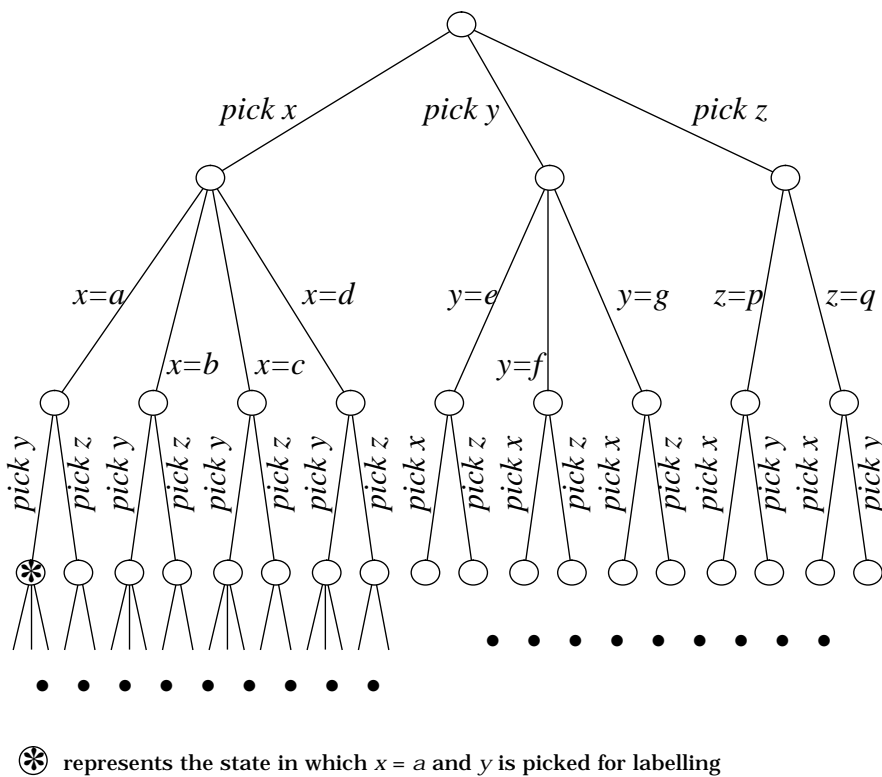 pick x pick y pick z
x=a x=d y=e y=g z=p z=q
x=b x=c y=f
pick y pick z pick y pick z pick y pick z pick y pick z pick x pick z pick x pick z pick x pick z pick x pick y pick x pick y
represents the state in which x = a and y is picked for labelling